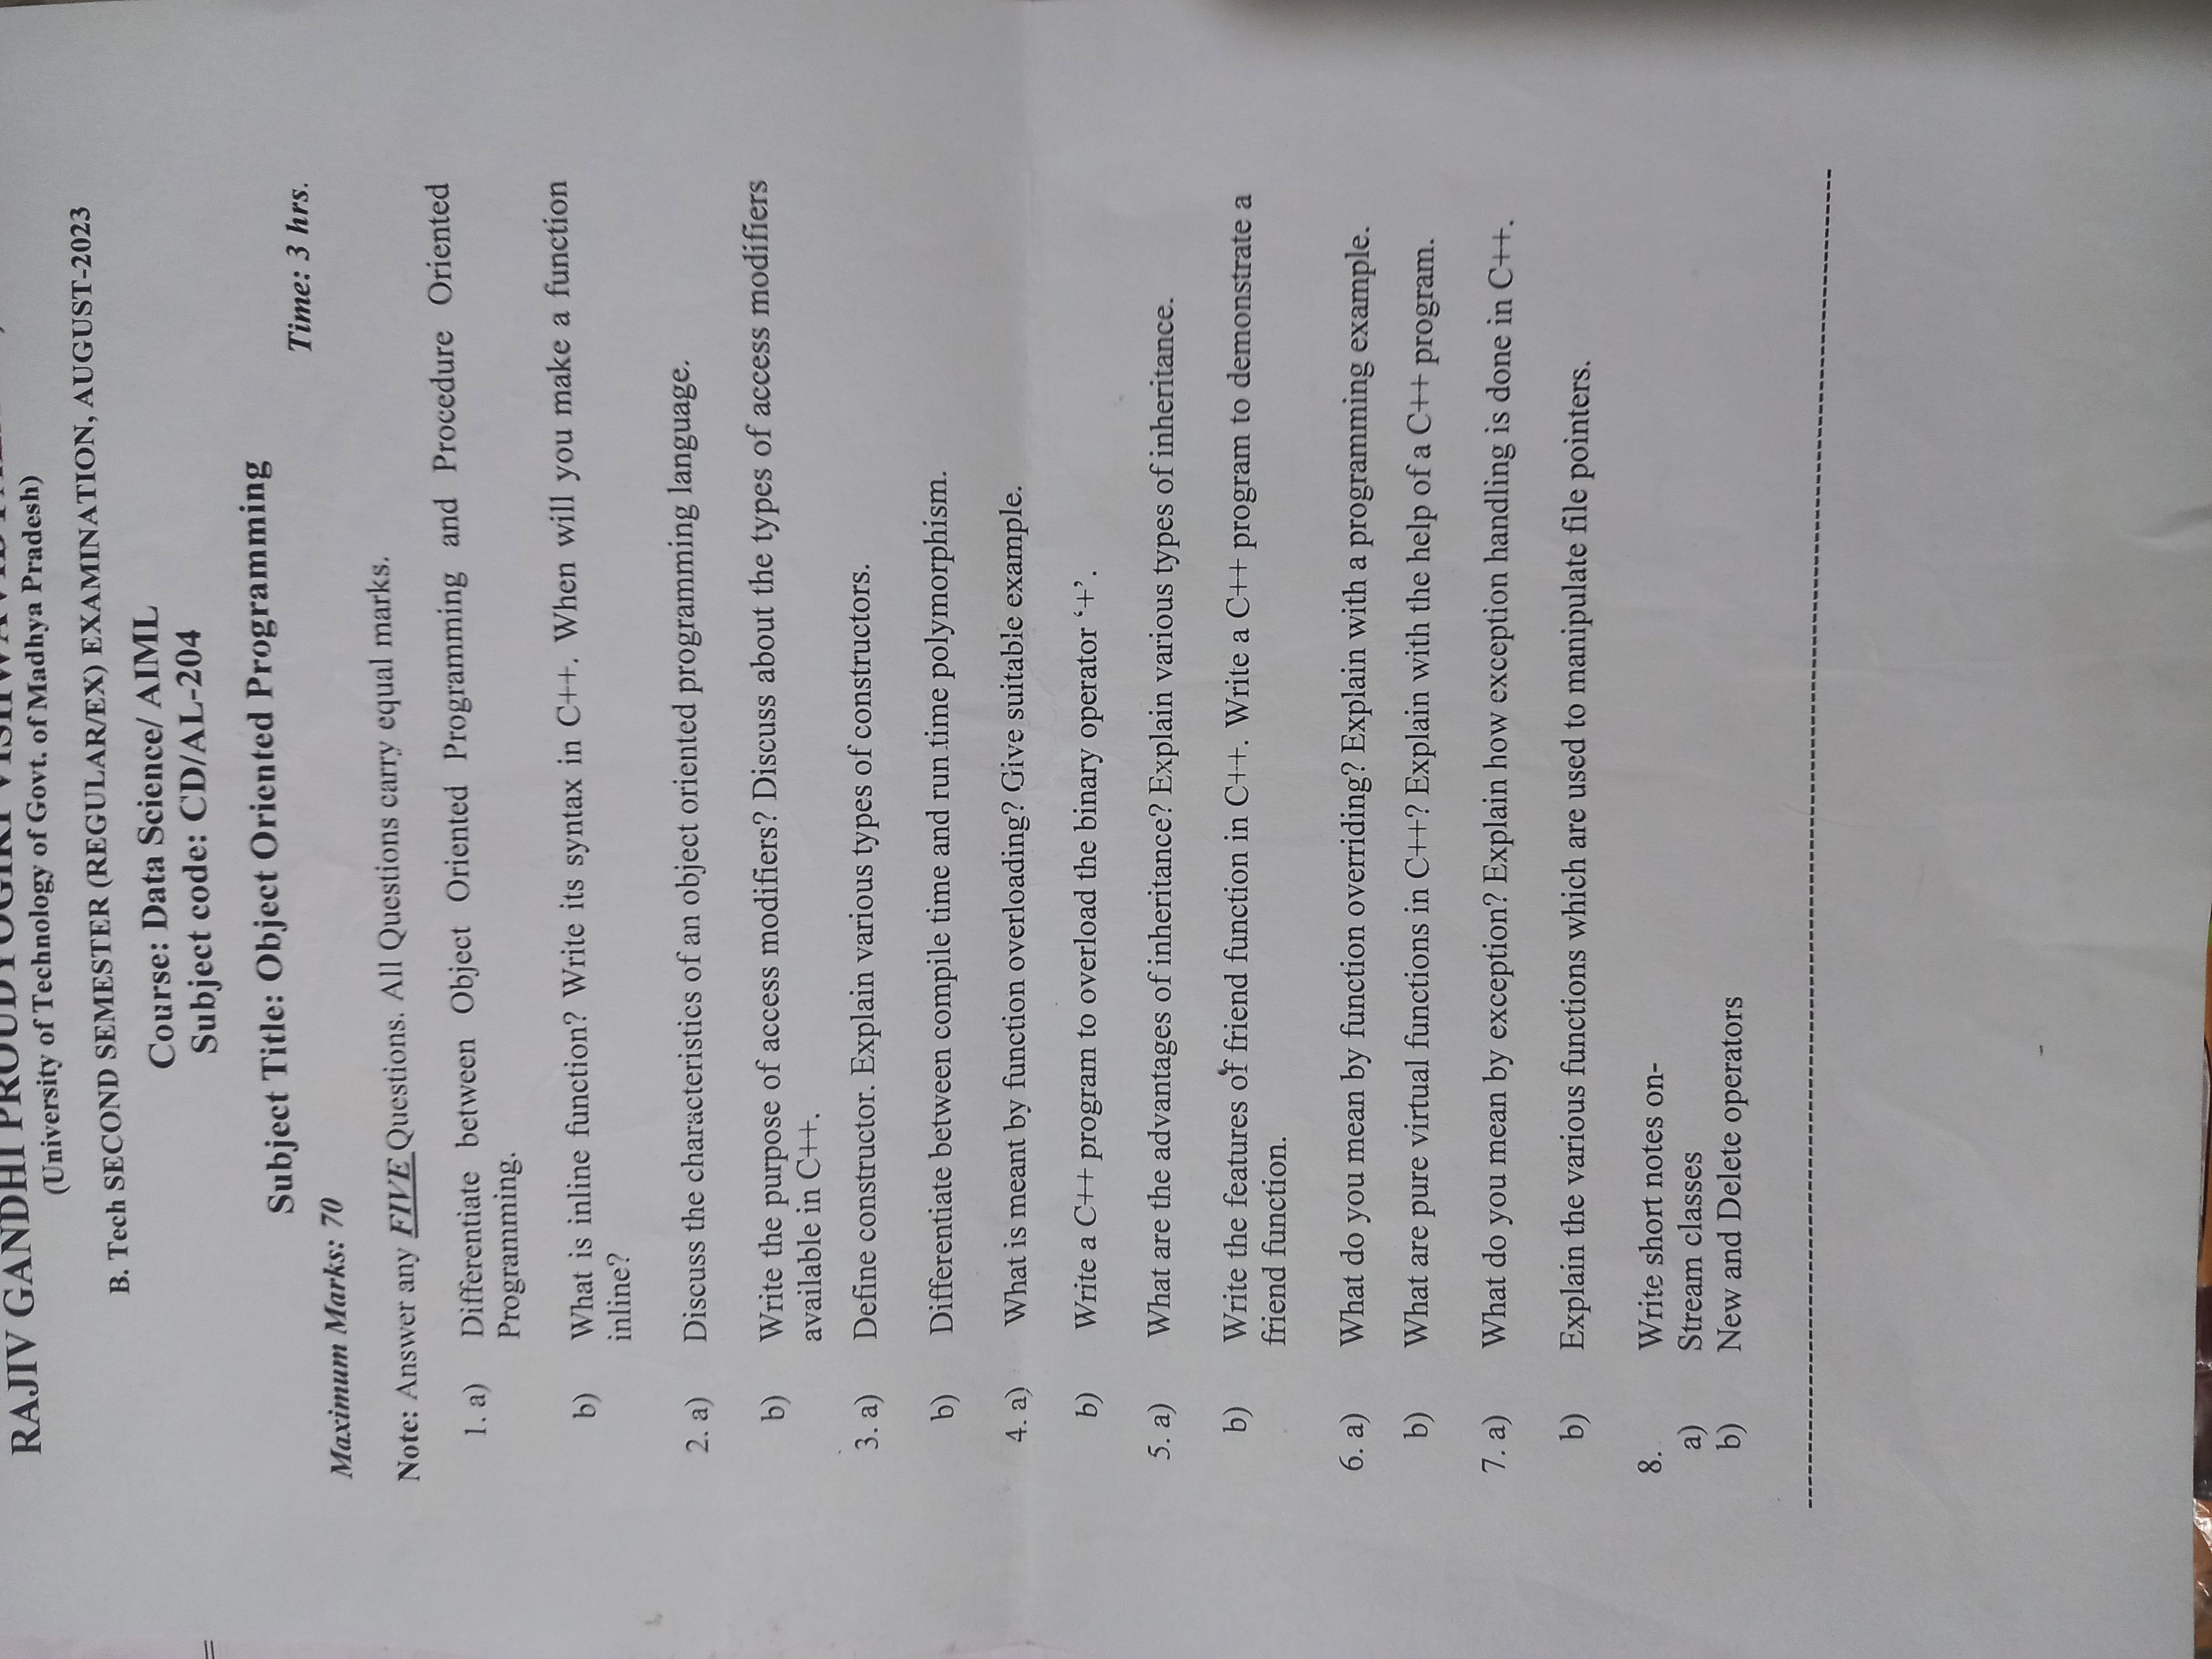 RAJIV GANDHI PROUDYOGIKI
(University of Technology of Govt. of Madhya Pradesh)
B. Tech SECOND SEMESTER (REGULAR/EX) EXAMINATION, AUGUST-2023
Course: Data Science/ AIML
Subject code: CD/AL-204
Subject Title: Object Oriented Programming
Time: 3 hrs.
Maximum Marks: 70
Note: Answer any FIVE Questions. All Questions carry equal marks.
1. a) Differentiate between Object Oriented Programming and Procedure Oriented
Programming.
b) What is inline function? Write its syntax in C++. When will you make a function
inline?
2. a) Discuss the characteristics of an object oriented programming language.
b) Write the purpose of access modifiers? Discuss about the types of access modifiers
available in C++.
3. a) Define constructor. Explain various types of constructors.
b) Differentiate between compile time and run time polymorphism.
4. a) What is meant by function overloading? Give suitable example.
b) Write a C++ program to overload the binary operator ‘+’.
5. a) What are the advantages of inheritance? Explain various types of inheritance.
b) Write the features of friend function in C++. Write a C++ program to demonstrate a
friend function.
6. a) What do you mean by function overriding? Explain with a programming example.
b) What are pure virtual functions in C++? Explain with the help of a C++ program.
7. a) What do you mean by exception? Explain how exception handling is done in C++.
b) Explain the various functions which are used to manipulate file pointers.
8. Write short notes on-
a) Stream classes
b) New and Delete operators